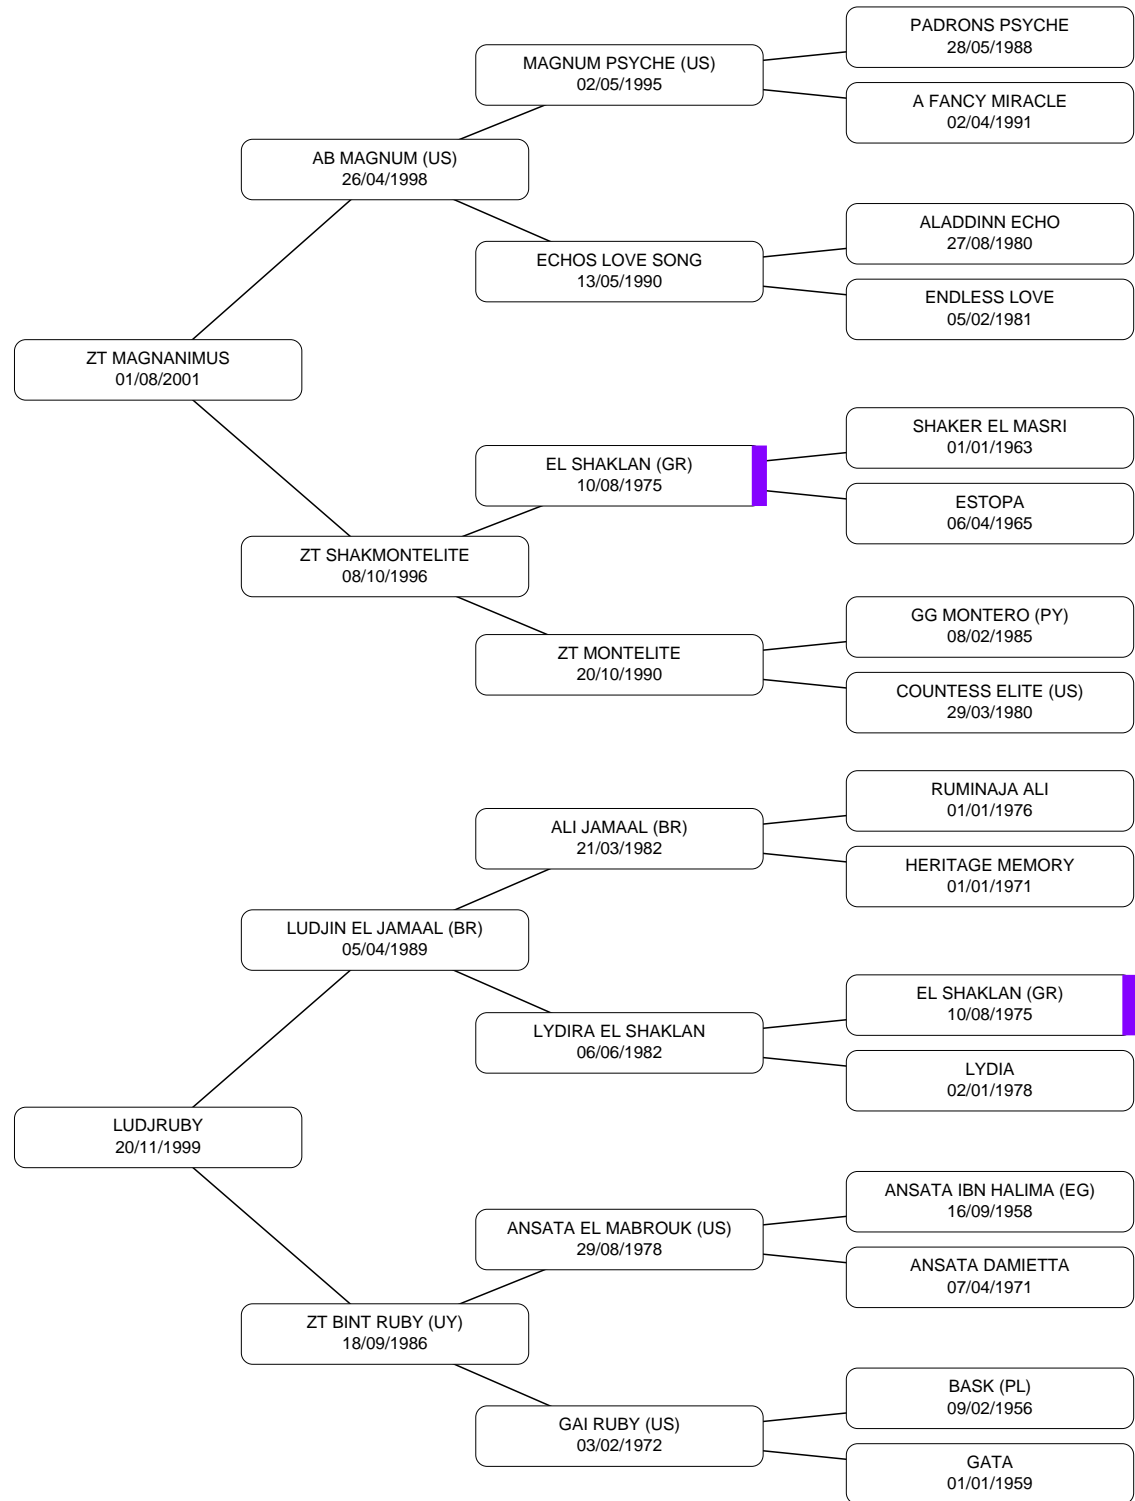 PADRONS PSYCHE
28/05/1988
MAGNUM PSYCHE (US)
02/05/1995
A FANCY MIRACLE
02/04/1991
AB MAGNUM (US)
26/04/1998
ALADDINN ECHO
27/08/1980
ECHOS LOVE SONG
13/05/1990
ENDLESS LOVE
05/02/1981
ZT MAGNANIMUS
01/08/2001
SHAKER EL MASRI
01/01/1963
EL SHAKLAN (GR)
10/08/1975
ESTOPA
06/04/1965
ZT SHAKMONTELITE
08/10/1996
GG MONTERO (PY)
08/02/1985
ZT MONTELITE
20/10/1990
COUNTESS ELITE (US)
29/03/1980
RUMINAJA ALI
01/01/1976
ALI JAMAAL (BR)
21/03/1982
HERITAGE MEMORY
01/01/1971
LUDJIN EL JAMAAL (BR)
05/04/1989
EL SHAKLAN (GR)
10/08/1975
LYDIRA EL SHAKLAN
06/06/1982
LYDIA
02/01/1978
LUDJRUBY
20/11/1999
ANSATA IBN HALIMA (EG)
16/09/1958
ANSATA EL MABROUK (US)
29/08/1978
ANSATA DAMIETTA
07/04/1971
ZT BINT RUBY (UY)
18/09/1986
BASK (PL)
09/02/1956
GAI RUBY (US)
03/02/1972
GATA
01/01/1959